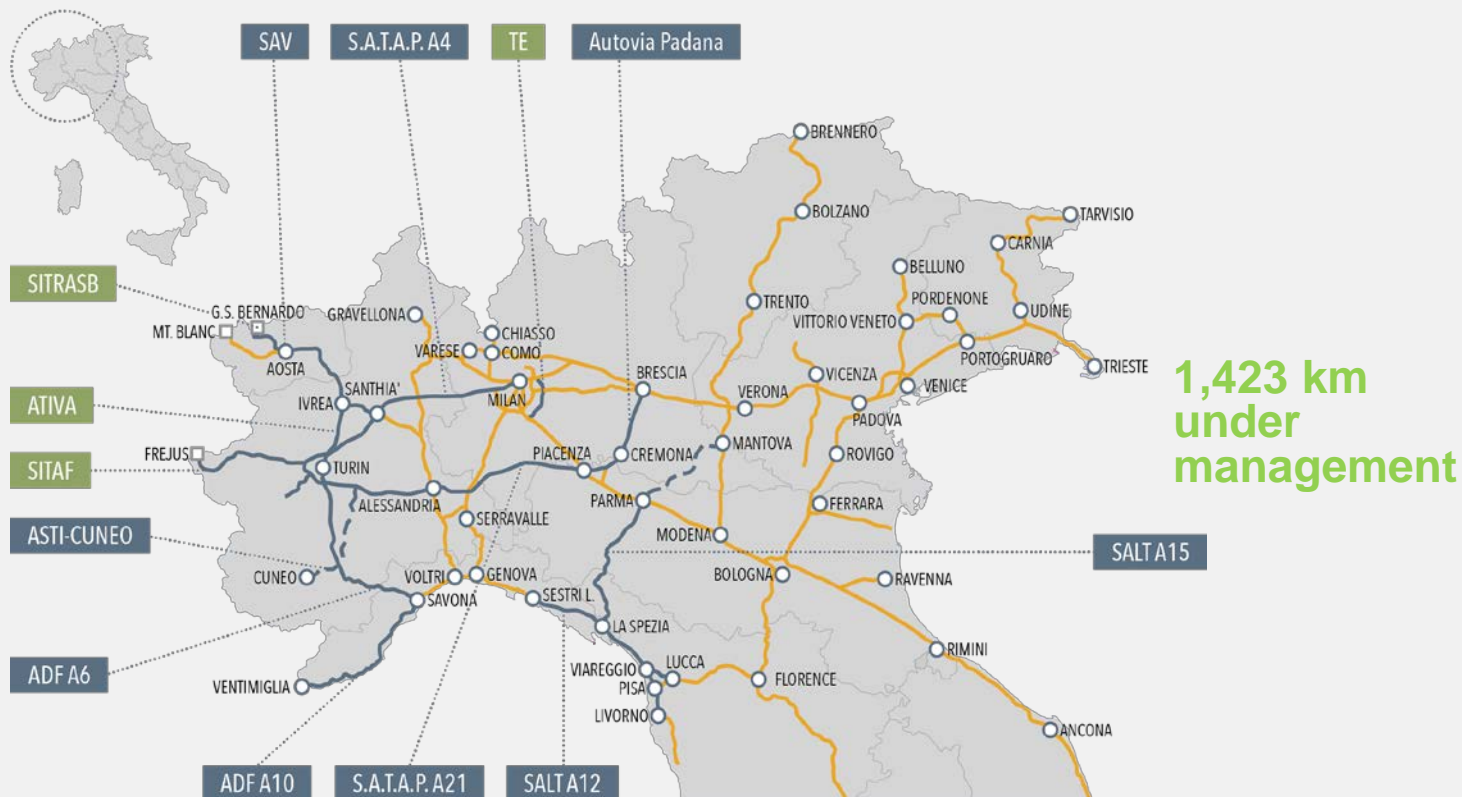 SAV
S.A.T.A.P. A4
TE
Autovia Padana
BRENNERO
BOLZANO
TARVISIO
CARNIA
BELLUNO
SITRASB
TRENTO
PORDENONE
UDINE
G.S. BERNARDO
GRAVELLONA
VITTORIO VENETO
MT. BLANC
CHIASSO
VARESE
COMO
PORTOGRUARO
TRIESTE
AOSTA
BRESCIA
VICENZA
VENICE
1,423 km
under
management
SANTHIA'
IVREA
MILAN
VERONA
PADOVA
ATIVA
MANTOVA
FREJUS
PIACENZA
CREMONA
ROVIGO
SITAF
TURIN
PARMA
ALESSANDRIA
FERRARA
SERRAVALLE
ASTI-CUNEO
MODENA
SALT A15
CUNEO
VOLTRI
GENOVA
BOLOGNA
RAVENNA
SAVONA
SESTRI L.
LA SPEZIA
RIMINI
ADF A6
VIAREGGIO
LUCCA
VENTIMIGLIA
PISA
FLORENCE
LIVORNO
ANCONA
ADF A10
S.A.T.A.P. A21
SALT A12